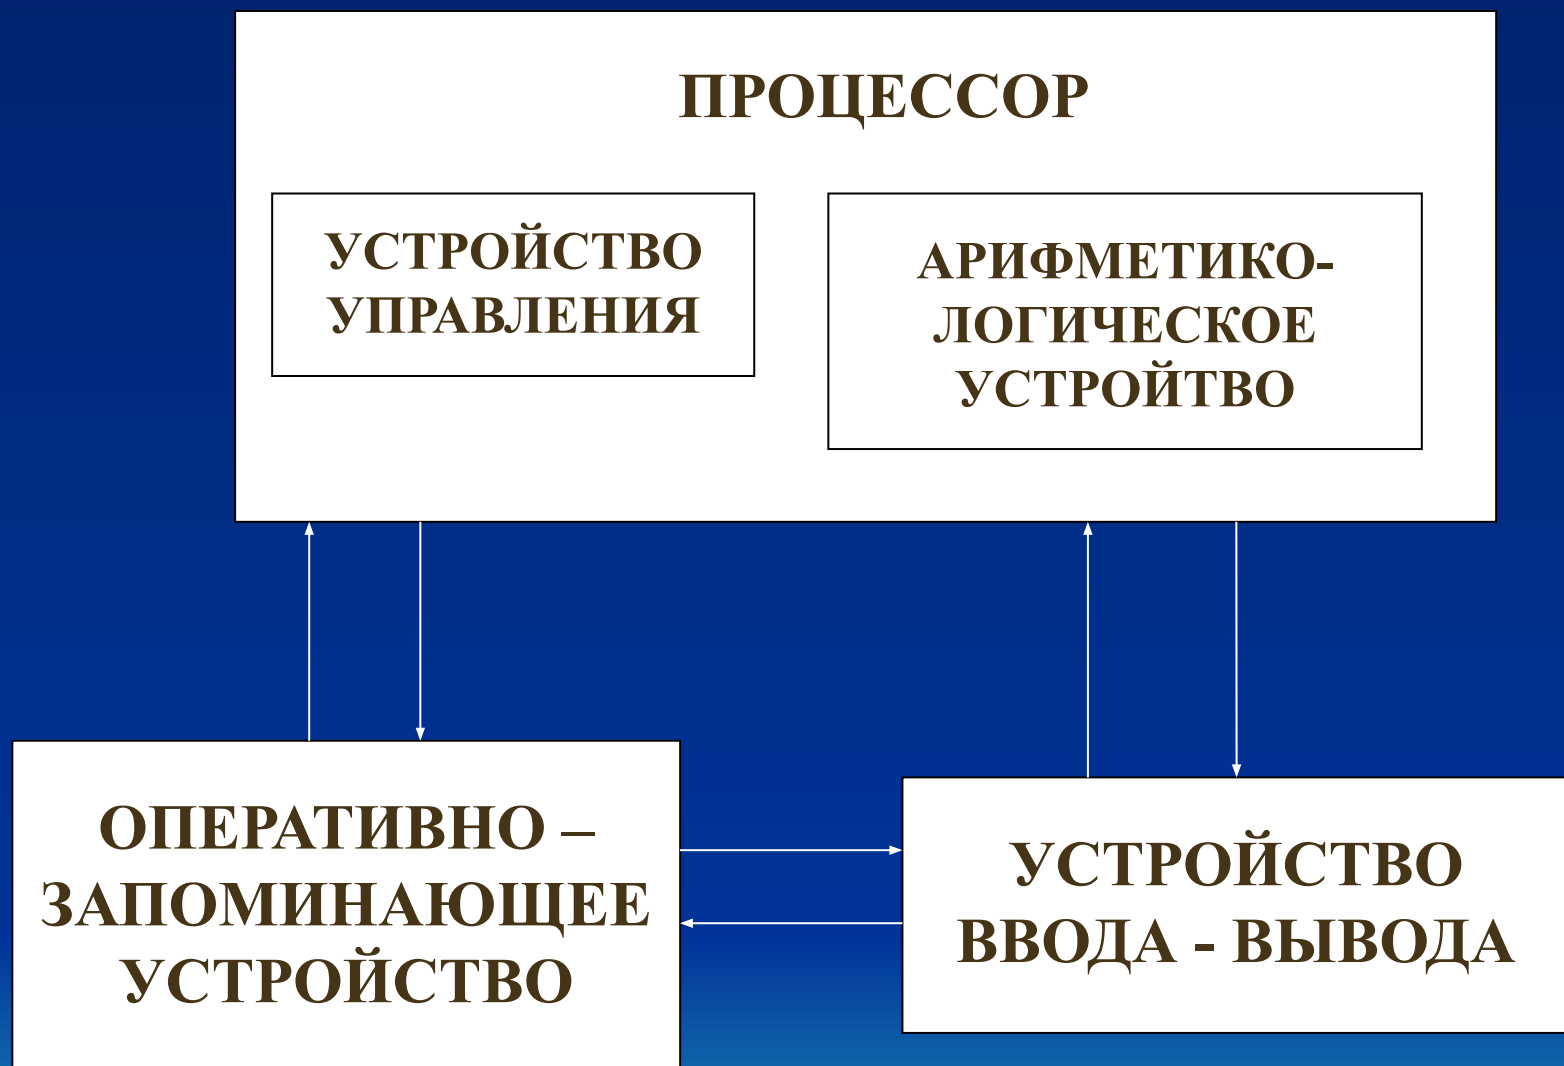 ПРОЦЕССОР
УСТРОЙСТВО
УПРАВЛЕНИЯ
АРИФМЕТИКО-
ЛОГИЧЕСКОЕ
УСТРОЙТВО
ОПЕРАТИВНО –
ЗАПОМИНАЮЩЕЕ
УСТРОЙСТВО
УСТРОЙСТВО
ВВОДА - ВЫВОДА